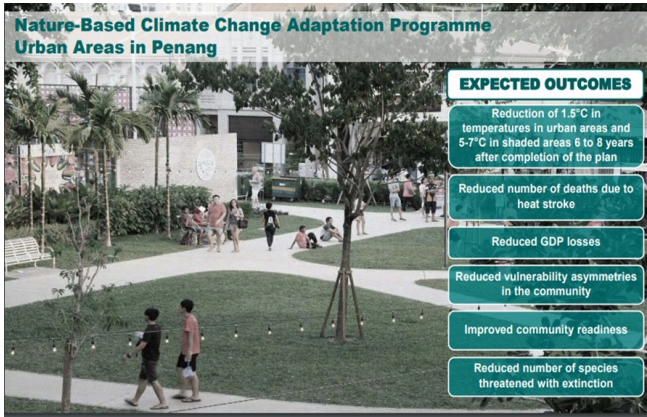 Nature-Based Climate Change Adaptation Programme
Urban Areas in Penang
EXPECTED OUTCOMES
Reduction of 1.5°C in
temperatures in urban areas and
5-7°C in shaded areas 6 to 8 years
after completion of the plan
Reduced number of deaths due to
heat stroke
Reduced GDP losses
Reduced vulnerability asymmetries
in the community
Improved community readiness
Reduced number of species
threatened with extinction